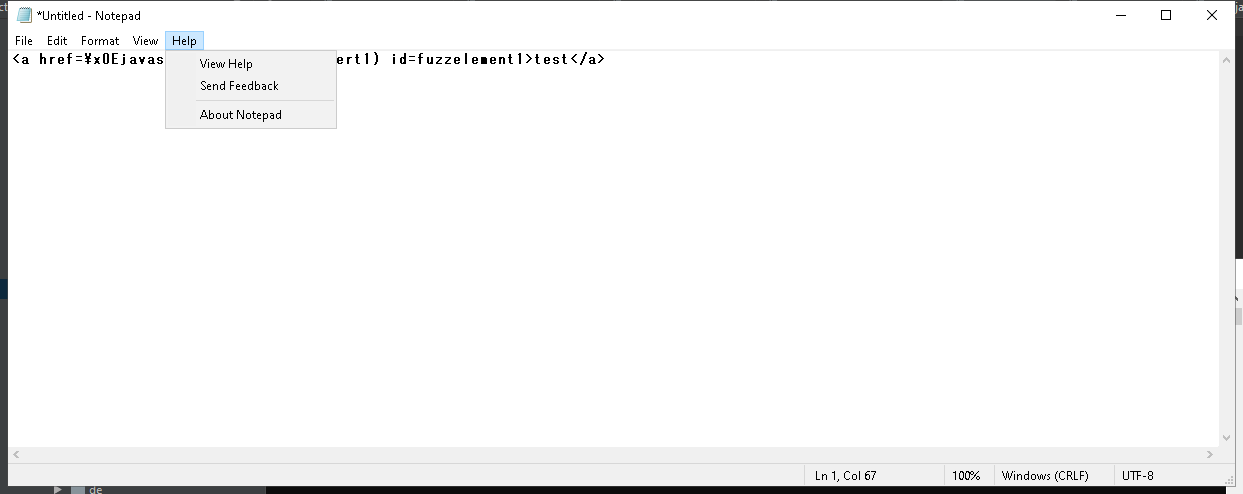 *Untitled - Notepad
File Edit Format View Help
<a href=¥x0Ejavas ert1) id=fuzzelement1>test</a>
View Help
Send Feedback
About Notepad
Ln 1, Col 67 100% Windows (CRLF) UTF-8
de